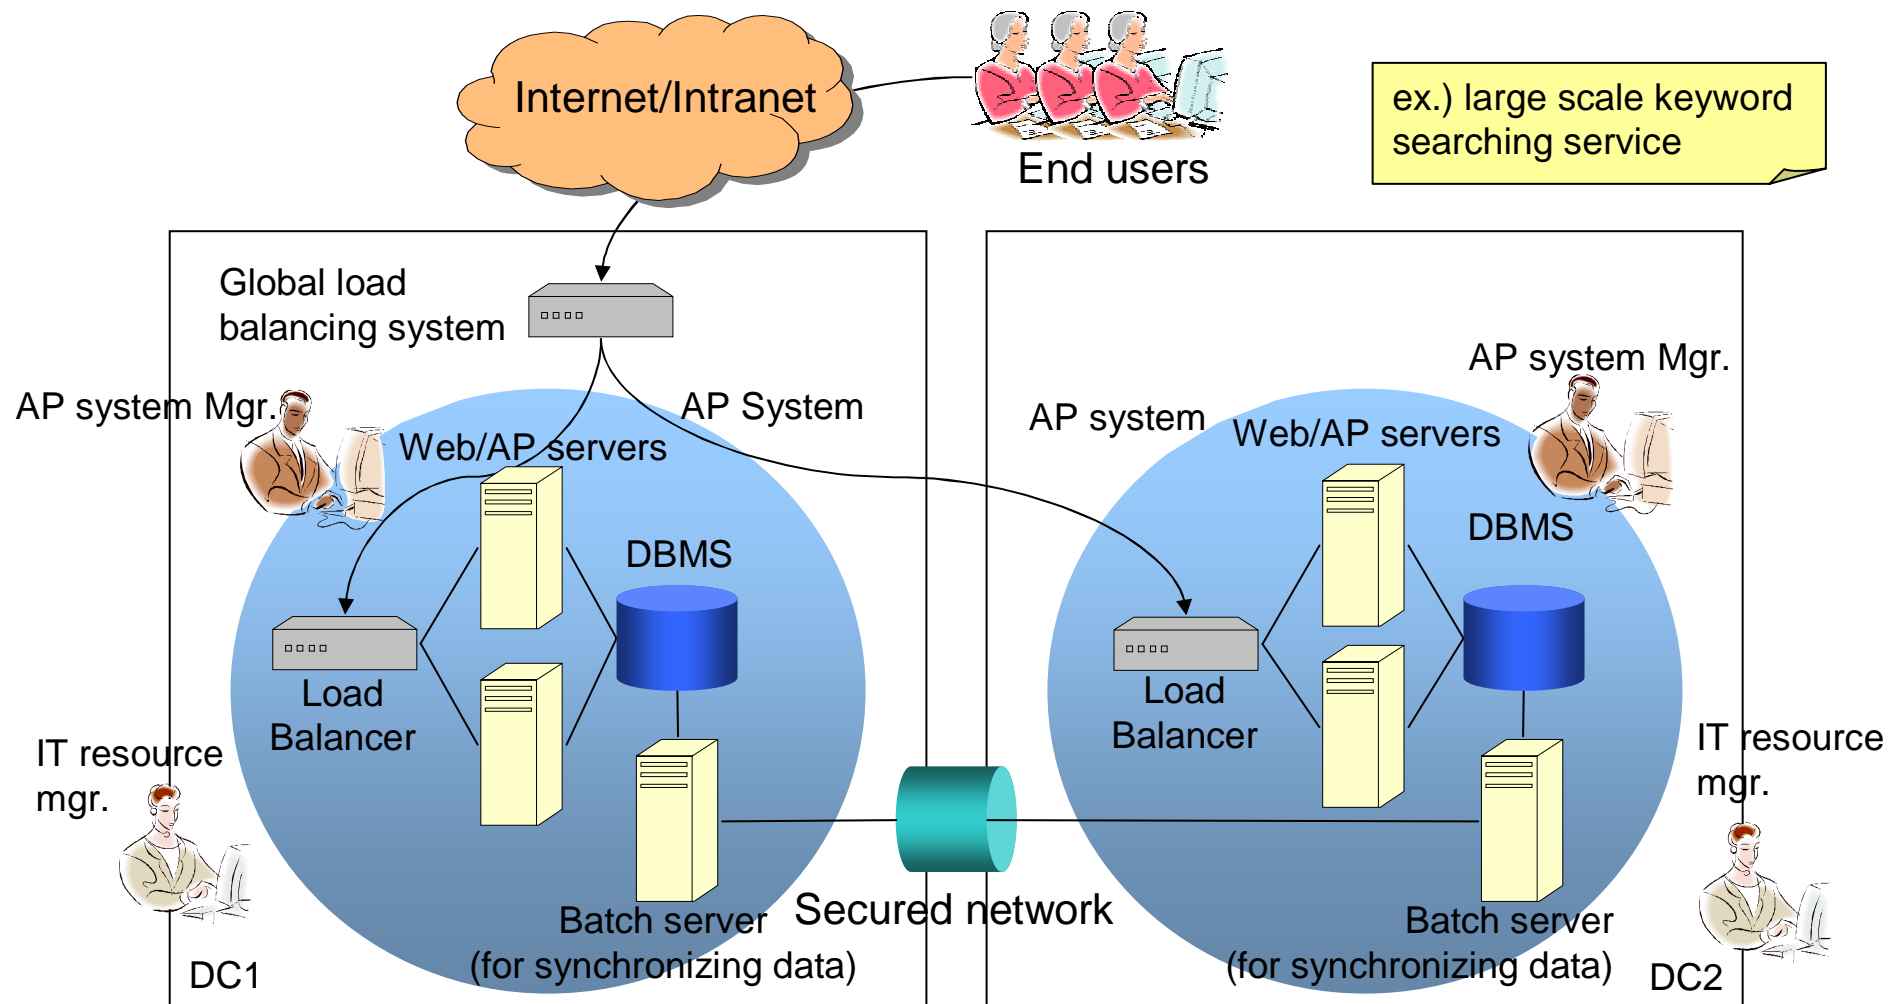 Internet/Intranet
End users
ex.) large scale keyword
searching service
Global load
balancing system
AP system Mgr.
AP System
Web/AP servers
DBMS
Load
Balancer
IT resource
mgr.
Batch server
(for synchronizing data)
DC1
Secured network
AP system Mgr.
AP system
Web/AP servers
DBMS
Load
Balancer
IT resource
mgr.
Batch server
(for synchronizing data)
DC2